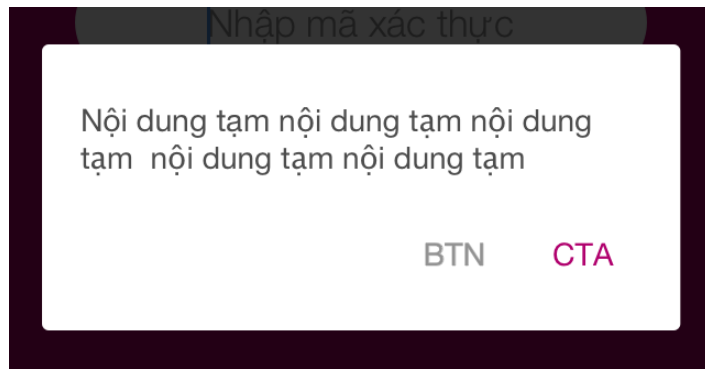 Nhập mã xác thực
Nội dung tạm nội dung tạm nội dung
tạm  nội dung tạm nội dung tạm
BTN CTA